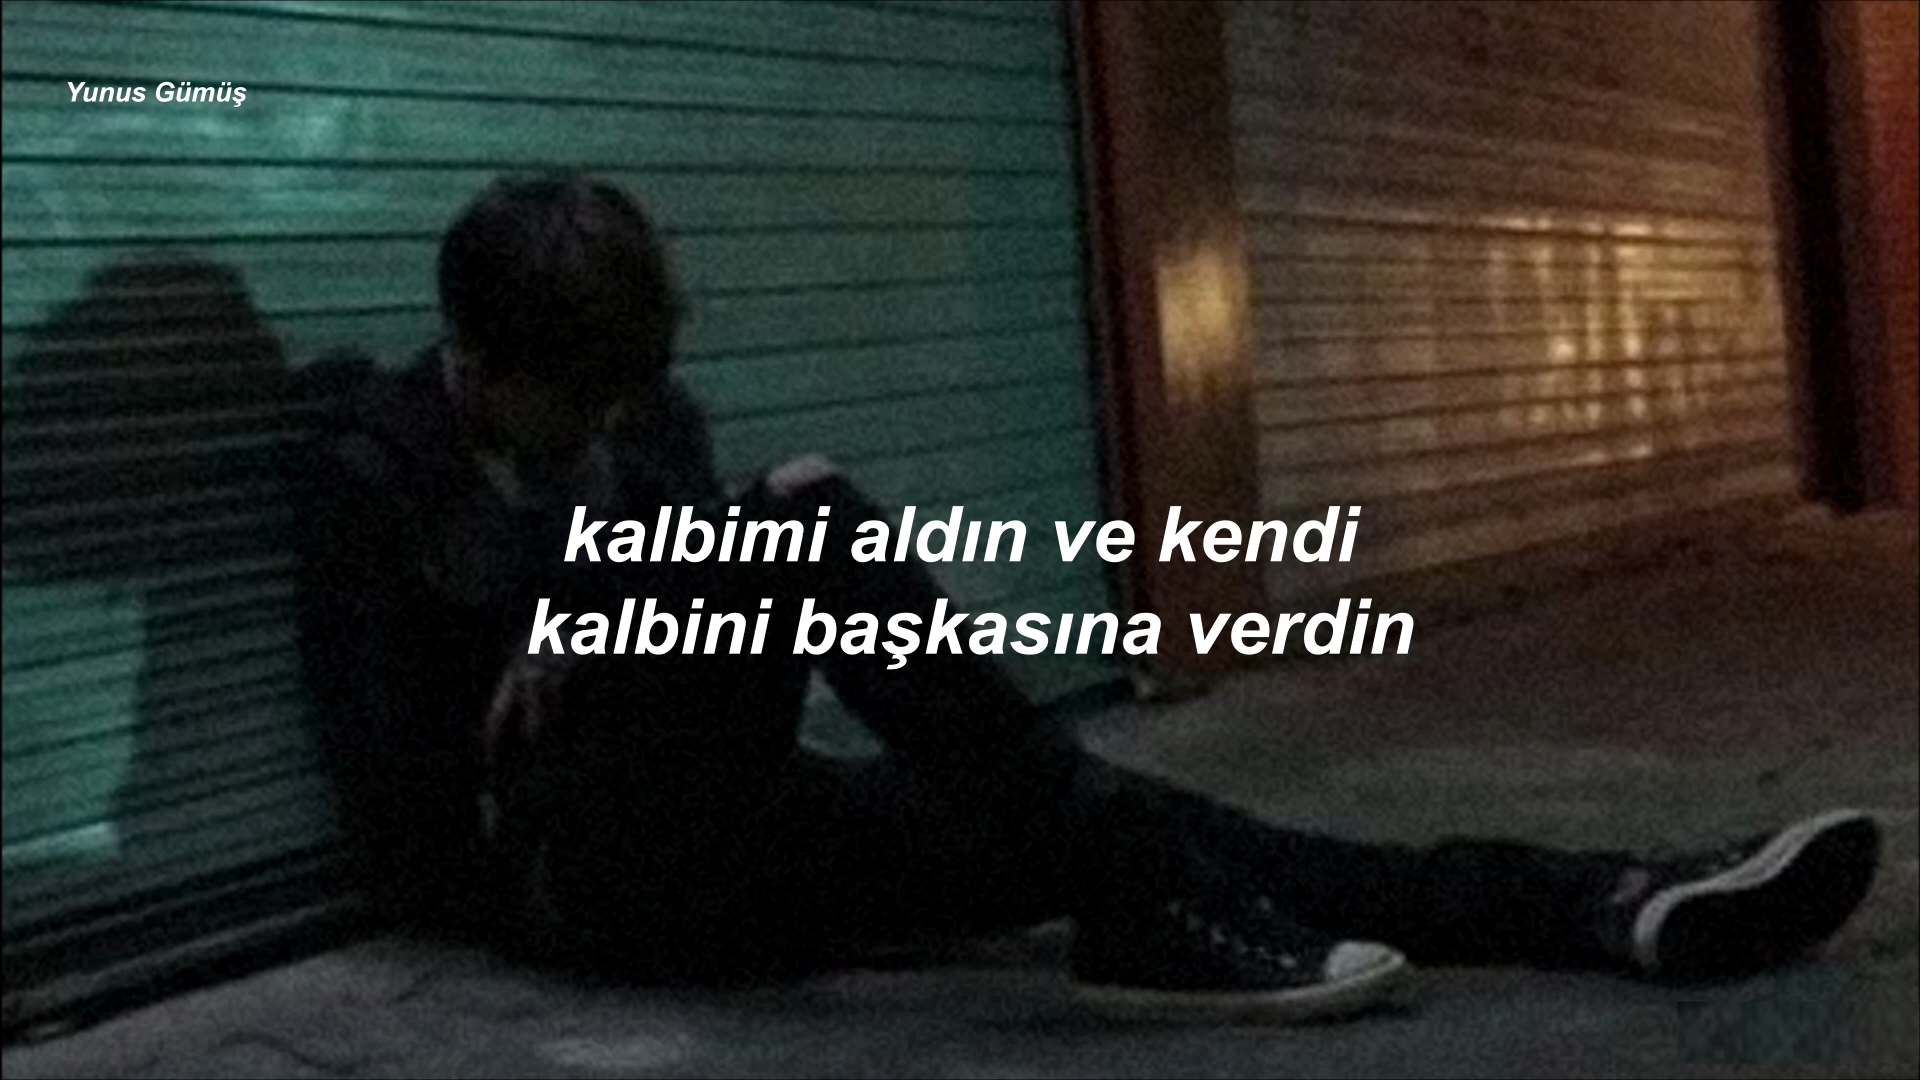 Yunus Gümüş
kalbimi aldın ve kendi
kalbini başkasına verdin